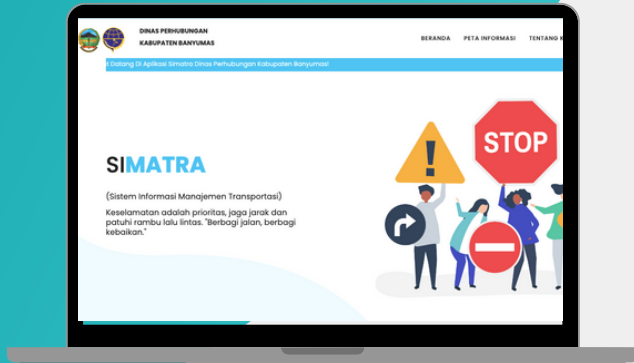 DINAS PERHUBUNGAN
KABUPATEN BANYUMAS
BERANDA PETA INFORMASI TENTANG
Datang Di Aplikasi Simatra Dinas Perhubungan Kabupaten Banyumas!
SIMATRA
(Sistem Informasi Manajemen Transportasi)
Keselamatan adalah prioritas, jaga jarak dan
patuhi rambu lalu lintas. "Berbagi jalan, berbagi
kebaikan."
STOP